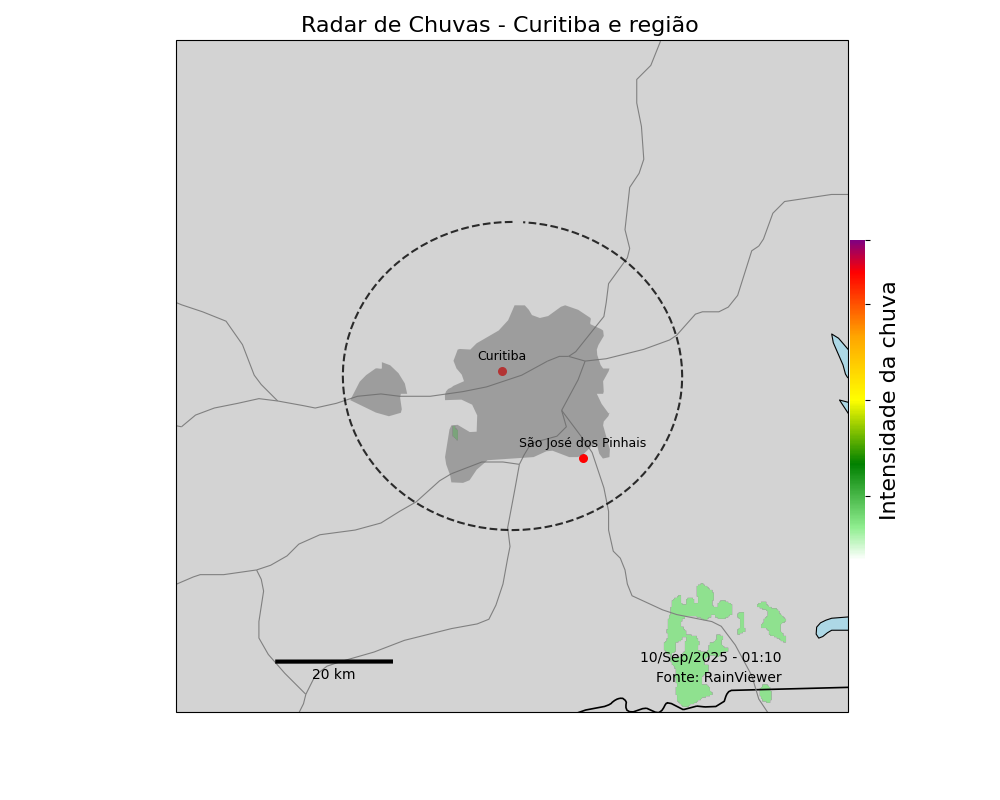 Radar de Chuvas - Curitiba e região
Curitiba
São José dos Pinhais
Intensidade da chuva
10/Sep/2025 - 01:10
20 km
Fonte: RainViewer